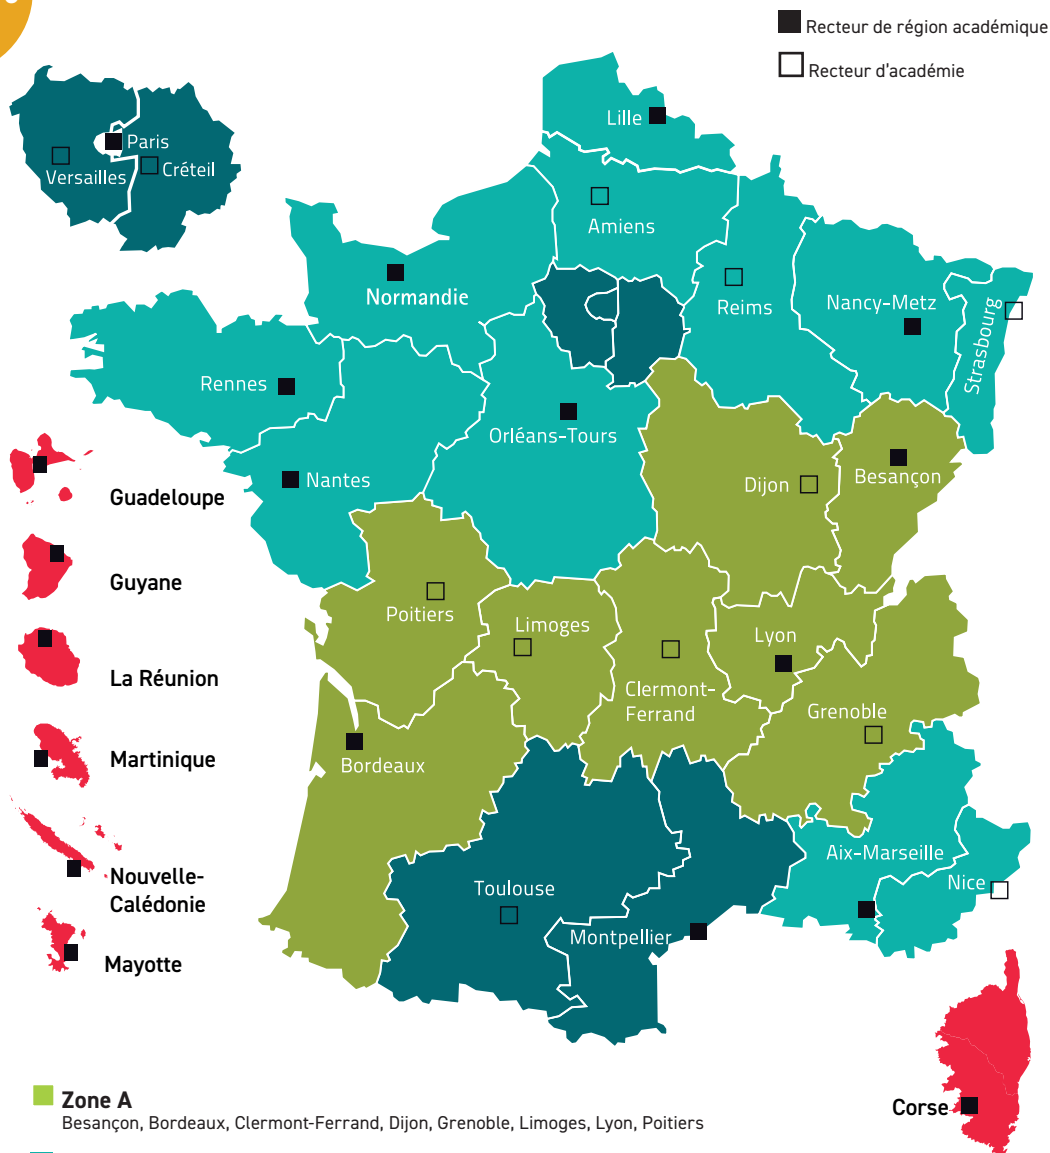 Recteur de région académique
Recteur d'académie
Lille
Paris
Versailles
Créteil
Amiens
Normandie
Reims
Nancy-Metz
Strasbourg
Rennes
Orléans-Tours
Nantes
Dijon
Besançon
Guadeloupe
Guyane
Poitiers
Limoges
Lyon
La Réunion
Clermont-
Ferrand
Grenoble
Martinique
Bordeaux
Aix-Marseille
Nouvelle-
Calédonie
Toulouse
Nice
Montpellier
Mayotte
Corse
Zone A
Besançon, Bordeaux, Clermont-Ferrand, Dijon, Grenoble, Limoges, Lyon, Poitiers